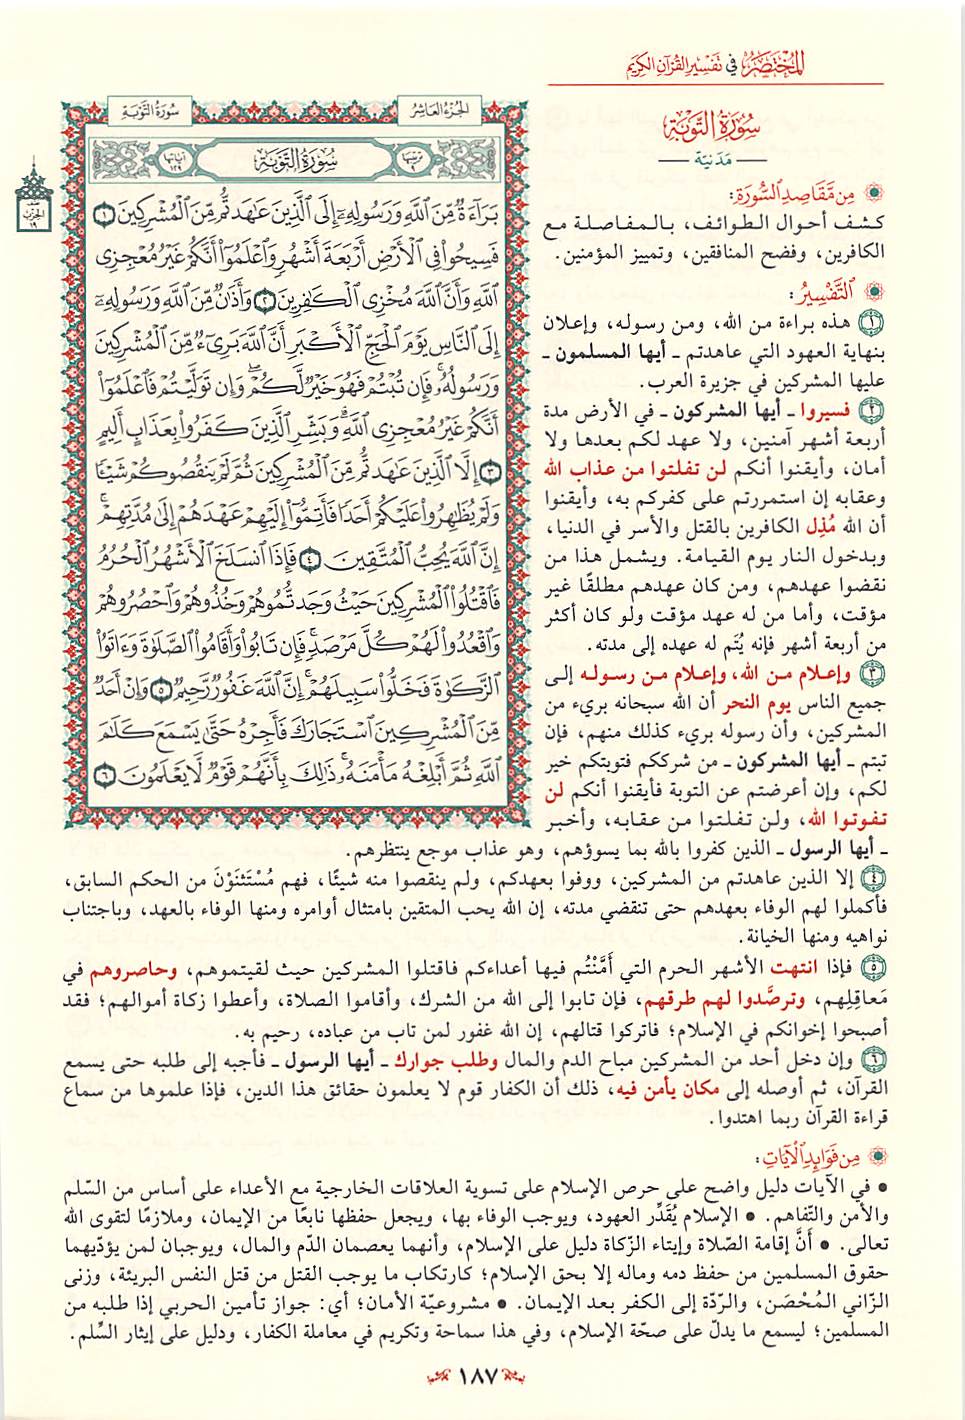 المختصر في تفسير القرآن الكريم
سورة التوبة
مدنية
من مقاصد السورة:
كشف أحوال الطوائف، بالمفاصلة مع
الكافرين، وفضح المنافقين، وتمييز المؤمنين.
التفسير:
١ هذه براءة من الله، ومن رسوله، وإعلان
بنهاية العهود التي عاهدتم ـ أيها المسلمون ـ
عليها المشركين في جزيرة العرب.
٢ فسيروا ـ أيها المشركون ـ في الأرض مدة
أربعة أشهر آمنين، ولا عهد لكم بعدها ولا
أمان، وأيقنوا أنكم لن تفلتوا من عذاب الله
وعقابه إن استمررتم على كفركم به، وأيقنوا
أن الله مُذِل الكافرين بالقتل والأسر في الدنيا،
وبدخول النار يوم القيامة. ويشمل هذا من
نقضوا عهدهم، ومن كان عهدهم مطلقًا غير
مؤقت، وأما من له عهد مؤقت ولو كان أكثر
من أربعة أشهر فإنه يُتَم له عهده إلى مدته.
٣ وإعلام من الله، وإعلام من رسوله إلى
جميع الناس يوم النحر أن الله سبحانه بريء من
المشركين، وأن رسوله بريء كذلك منهم، فإن
تبتم ـ أيها المشركون ـ من شرككم فتوبتكم خير
لكم، وإن أعرضتم عن التوبة فأيقنوا أنكم لن
تفوتوا الله، ولن تفلتوا من عقابه، وأخبر
ـ أيها الرسول ـ الذين كفروا بالله بما يسوؤهم، وهو عذاب موجع ينتظرهم.
الجزء العاشر
سورة التوبة
ترتيبها ٩
سورة التوبة
آياتها ١٢٩
بَرَآءَةٌ مِّنَ ٱللَّهِ وَرَسُولِهِۦٓ إِلَى ٱلَّذِينَ عَٰهَدتُّم مِّنَ ٱلْمُشْرِكِينَ ١
فَسِيحُوا۟ فِى ٱلْأَرْضِ أَرْبَعَةَ أَشْهُرٍ وَٱعْلَمُوٓا۟ أَنَّكُمْ غَيْرُ مُعْجِزِى
ٱللَّهِ وَأَنَّ ٱللَّهَ مُخْزِى ٱلْكَٰفِرِينَ ٢ وَأَذَٰنٌ مِّنَ ٱللَّهِ وَرَسُولِهِۦٓ
إِلَى ٱلنَّاسِ يَوْمَ ٱلْحَجِّ ٱلْأَكْبَرِ أَنَّ ٱللَّهَ بَرِىٓءٌ مِّنَ ٱلْمُشْرِكِينَ
وَرَسُولُهُۥ فَإِن تُبْتُمْ فَهُوَ خَيْرٌ لَّكُمْ ۖ وَإِن تَوَلَّيْتُمْ فَٱعْلَمُوٓا۟
أَنَّكُمْ غَيْرُ مُعْجِزِى ٱللَّهِ ۗ وَبَشِّرِ ٱلَّذِينَ كَفَرُوا۟ بِعَذَابٍ أَلِيمٍ
٣ إِلَّا ٱلَّذِينَ عَٰهَدتُّم مِّنَ ٱلْمُشْرِكِينَ ثُمَّ لَمْ يَنقُصُوكُمْ شَيْـًٔا
وَلَمْ يُظَٰهِرُوا۟ عَلَيْكُمْ أَحَدًا فَأَتِمُّوٓا۟ إِلَيْهِمْ عَهْدَهُمْ إِلَىٰ مُدَّتِهِمْ ۚ
إِنَّ ٱللَّهَ يُحِبُّ ٱلْمُتَّقِينَ ٤ فَإِذَا ٱنسَلَخَ ٱلْأَشْهُرُ ٱلْحُرُمُ
فَٱقْتُلُوا۟ ٱلْمُشْرِكِينَ حَيْثُ وَجَدتُّمُوهُمْ وَخُذُوهُمْ وَٱحْصُرُوهُمْ
وَٱقْعُدُوا۟ لَهُمْ كُلَّ مَرْصَدٍ ۚ فَإِن تَابُوا۟ وَأَقَامُوا۟ ٱلصَّلَوٰةَ وَءَاتَوُا۟
ٱلزَّكَوٰةَ فَخَلُّوا۟ سَبِيلَهُمْ ۚ إِنَّ ٱللَّهَ غَفُورٌ رَّحِيمٌ ٥ وَإِنْ أَحَدٌ
مِّنَ ٱلْمُشْرِكِينَ ٱسْتَجَارَكَ فَأَجِرْهُ حَتَّىٰ يَسْمَعَ كَلَٰمَ
ٱللَّهِ ثُمَّ أَبْلِغْهُ مَأْمَنَهُۥ ۚ ذَٰلِكَ بِأَنَّهُمْ قَوْمٌ لَّا يَعْلَمُونَ ٦
نصف
الحزب
١٩
٤ إلا الذين عاهدتم من المشركين، ووفوا بعهدكم، ولم ينقصوا منه شيئًا، فهم مُسْتَثنَوْنَ من الحكم السابق،
فأكملوا لهم الوفاء بعهدهم حتى تنقضي مدته، إن الله يحب المتقين بامتثال أوامره ومنها الوفاء بالعهد، وباجتناب
نواهيه ومنها الخيانة.
٥ فإذا انتهت الأشهر الحرم التي أَمَّنْتُم فيها أعداءكم فاقتلوا المشركين حيث لقيتموهم، وحاصروهم في
مَعاقِلِهم، وترصَّدوا لهم طرقهم، فإن تابوا إلى الله من الشرك، وأقاموا الصلاة، وأعطوا زكاة أموالهم؛ فقد
أصبحوا إخوانكم في الإسلام؛ فاتركوا قتالهم، إن الله غفور لمن تاب من عباده، رحيم به.
٦ وإن دخل أحد من المشركين مباح الدم والمال وطلب جوارك ـ أيها الرسول ـ فأجبه إلى طلبه حتى يسمع
القرآن، ثم أوصله إلى مكان يأمن فيه، ذلك أن الكفار قوم لا يعلمون حقائق هذا الدين، فإذا علموها من سماع
قراءة القرآن ربما اهتدوا.
من فوائد الآيات:
• في الآيات دليل واضح على حرص الإسلام على تسوية العلاقات الخارجية مع الأعداء على أساس من السّلم
والأمن والتّفاهم. • الإسلام يُقَدِّر العهود، ويوجب الوفاء بها، ويجعل حفظها نابعًا من الإيمان، وملازمًا لتقوى الله
تعالى. • أَنَّ إقامة الصّلاة وإيتاء الزّكاة دليل على الإسلام، وأنهما يعصمان الدّم والمال، ويوجبان لمن يؤدّيهما
حقوق المسلمين من حفظ دمه وماله إلا بحق الإسلام؛ كارتكاب ما يوجب القتل من قتل النفس البريئة، وزنى
الزّاني المُحْصَن، والرّدّة إلى الكفر بعد الإيمان. • مشروعيّة الأمان؛ أي: جواز تأمين الحربي إذا طلبه من
المسلمين؛ ليسمع ما يدلّ على صحّة الإسلام، وفي هذا سماحة وتكريم في معاملة الكفار، ودليل على إيثار السِّلم.
١٨٧